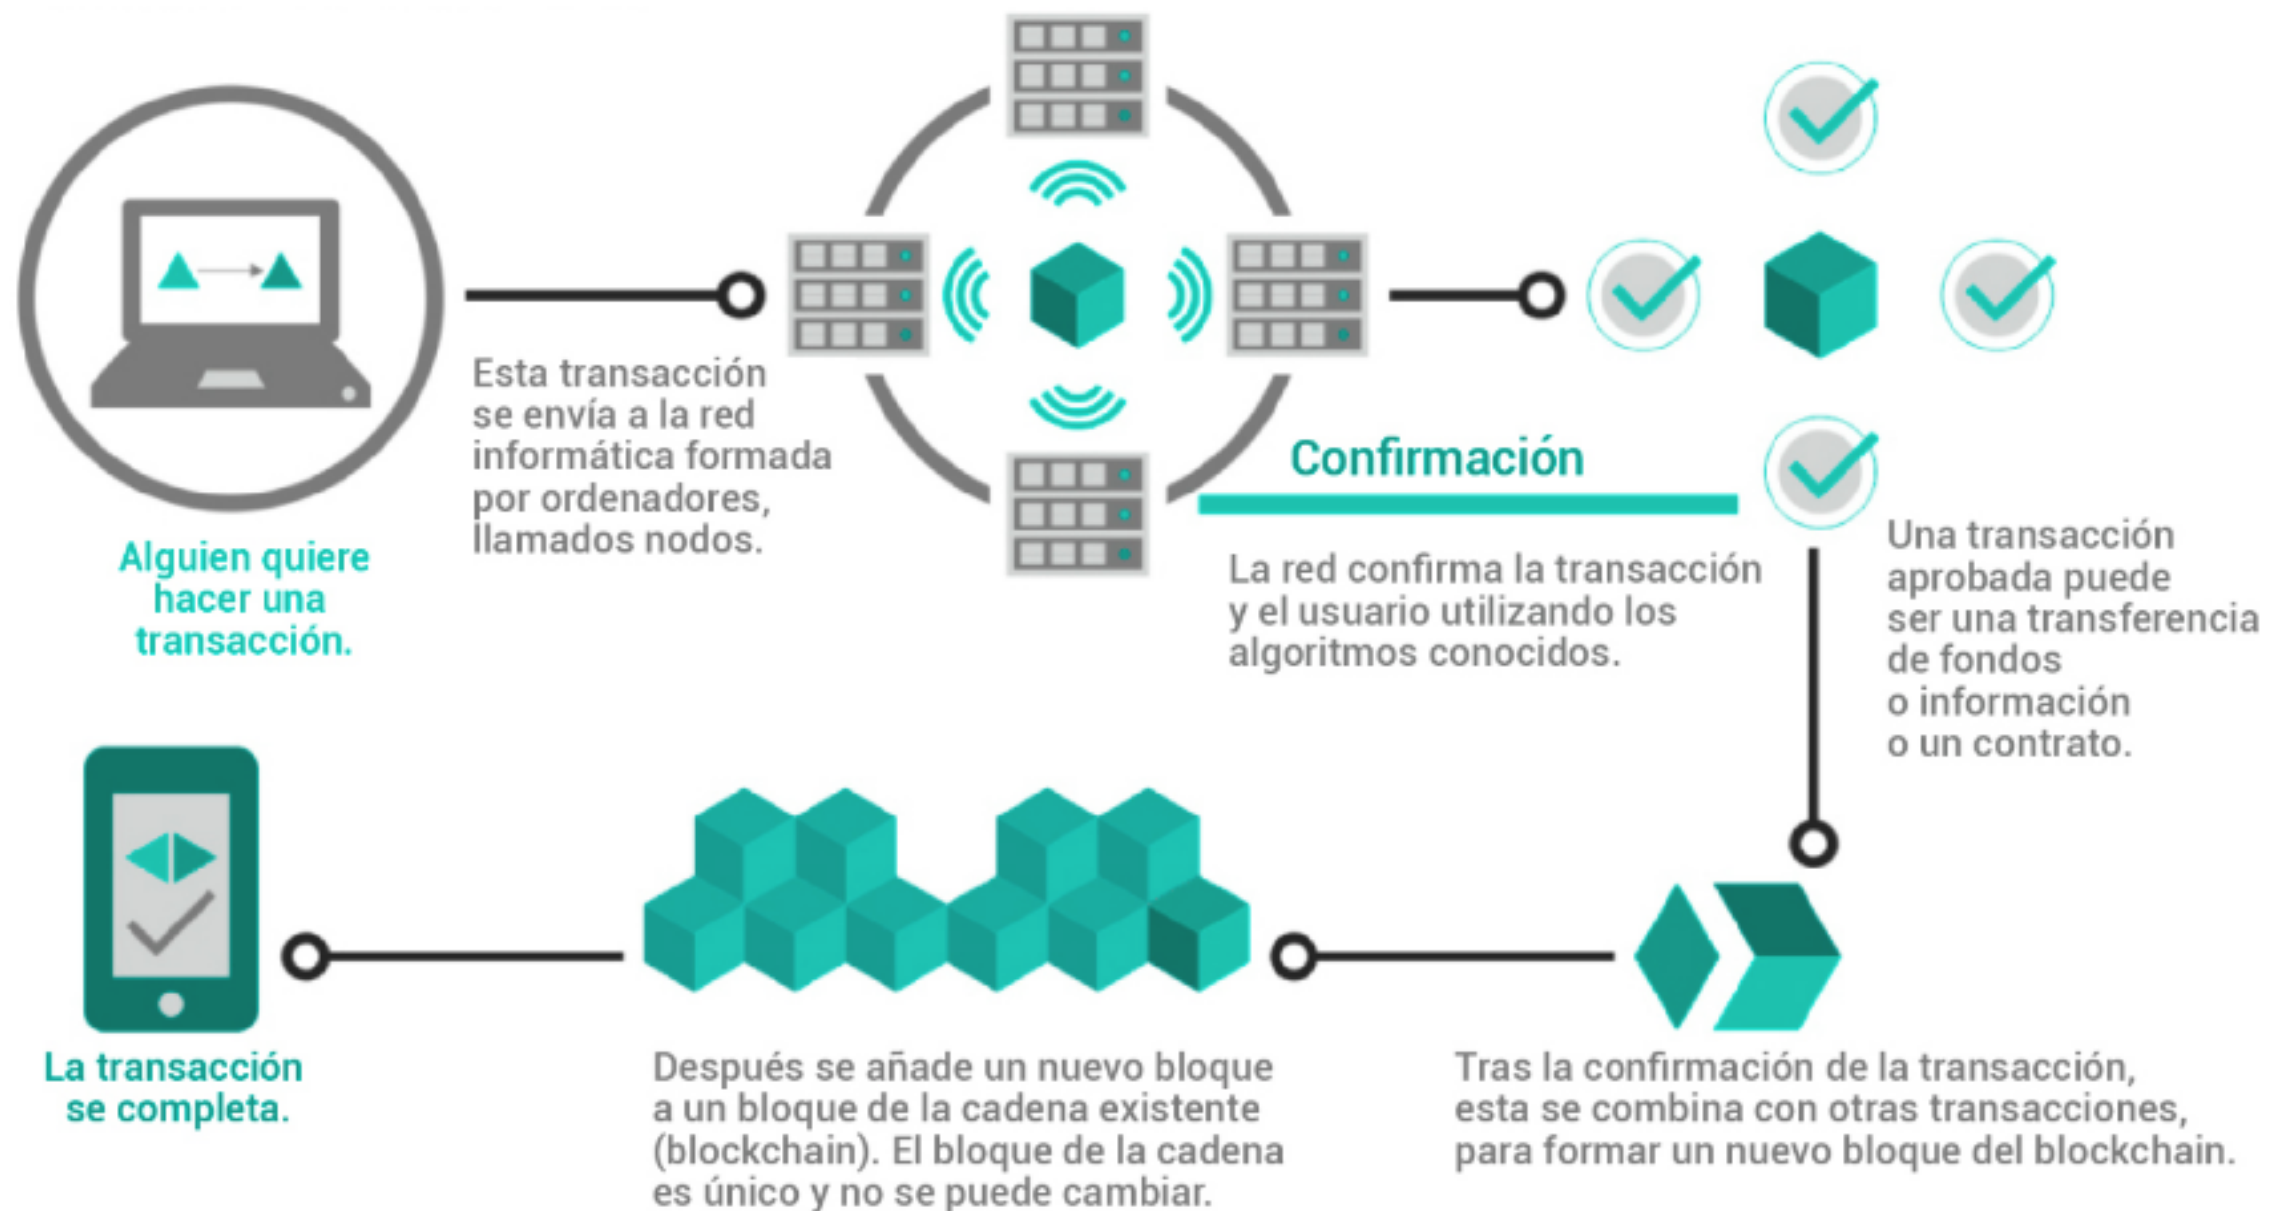 Alguien quiere
hacer una
transacción.
Esta transacción
se envía a la red
informática formada
por ordenadores,
llamados nodos.
Confirmación
La red confirma la transacción
y el usuario utilizando los
algoritmos conocidos.
Una transacción
aprobada puede
ser una transferencia
de fondos
o información
o un contrato.
Tras la confirmación de la transacción,
esta se combina con otras transacciones,
para formar un nuevo bloque del blockchain.
Después se añade un nuevo bloque
a un bloque de la cadena existente
(blockchain). El bloque de la cadena
es único y no se puede cambiar.
La transacción
se completa.